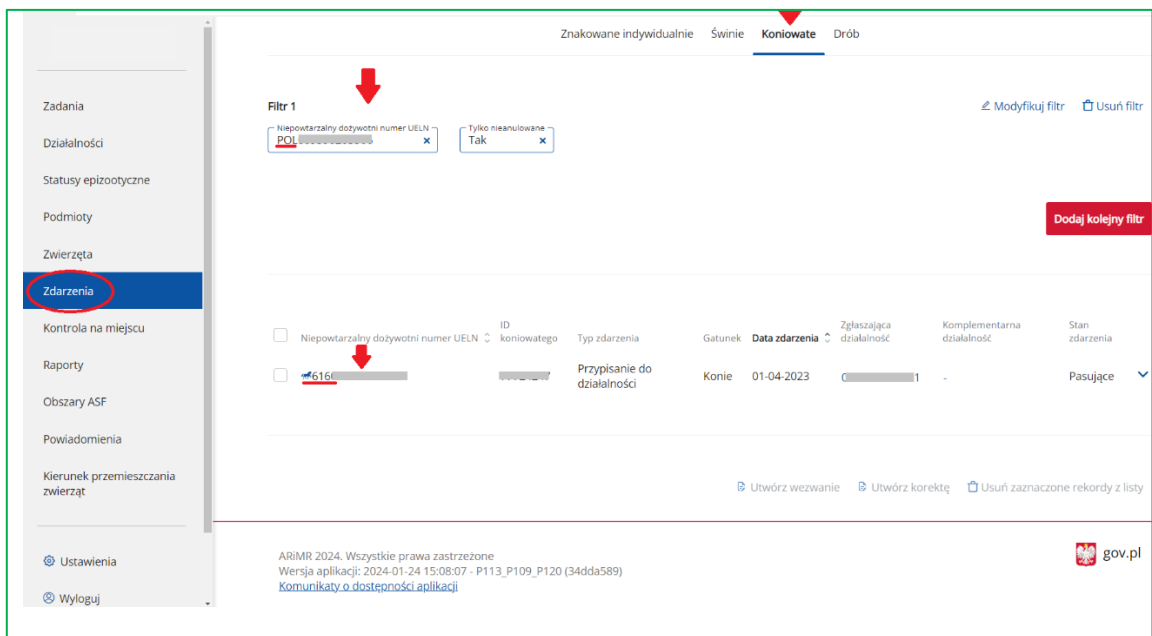 Znakowane indywidualnie Świnie Koniowate Drób
Zadania
Działalności
Statusy epizootyczne
Podmioty
Zwierzęta
Zdarzenia
Kontrola na miejscu
Raporty
Obszary ASF
Powiadomienia
Kierunek przemieszczania
zwierząt
Ustawienia
Wyloguj
Filtr 1
Modyfikuj filtr Usuń filtr
Niepowtarzalny dożywotni numer UELN Tylko nieanulowane
POL Tak
Dodaj kolejny filtr
Niepowtarzalny dożywotni numer UELN
ID
koniowatego
Typ zdarzenia
Gatunek
Data zdarzenia
Zgłaszająca
działalność
Komplementarna
działalność
Stan
zdarzenia
616
Przypisanie do
działalności
Konie
01-04-2023
1
-
Pasujące
Utwórz wezwanie Utwórz korektę Usuń zaznaczone rekordy z listy
ARiMR 2024. Wszystkie prawa zastrzeżone
Wersja aplikacji: 2024-01-24 15:08:07 - P113_P109_P120 (34dda589)
Komunikaty o dostępności aplikacji
gov.pl